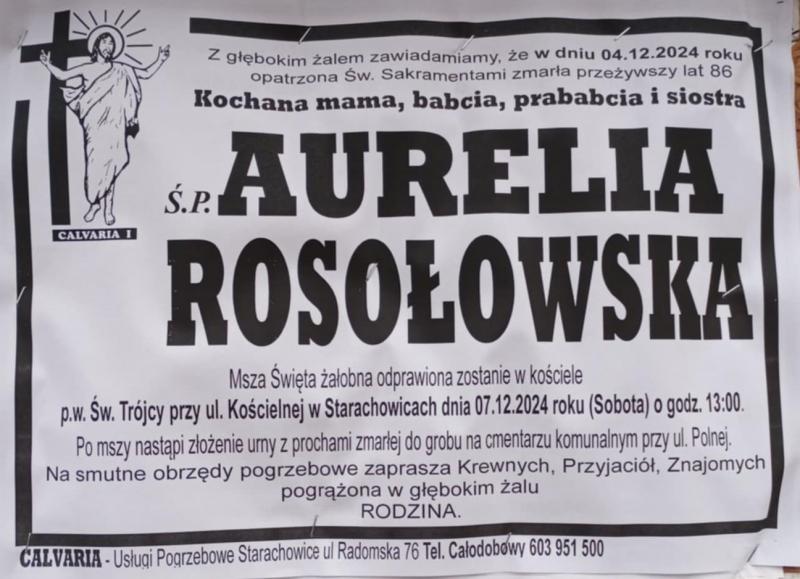 Z głębokim żalem zawiadamiamy, że w dniu 04.12.2024 roku
opatrzona Św. Sakramentami zmarła przeżywszy lat 86
Kochana mama, babcia, prababcia i siostra
Ś.P. AURELIA
ROSOŁOWSKA
CALVARIA I
Msza Święta żałobna odprawiona zostanie w kościele
p.w. Św. Trójcy przy ul. Kościelnej w Starachowicach dnia 07.12.2024 roku (Sobota) o godz. 13:00.
Po mszy nastąpi złożenie urny z prochami zmarłej do grobu na cmentarzu komunalnym przy ul. Polnej.
Na smutne obrzędy pogrzebowe zaprasza Krewnych, Przyjaciół, Znajomych
pogrążona w głębokim żalu
RODZINA.
CALVARIA - Usługi Pogrzebowe Starachowice ul Radomska 76 Tel. Całodobowy 603 951 500